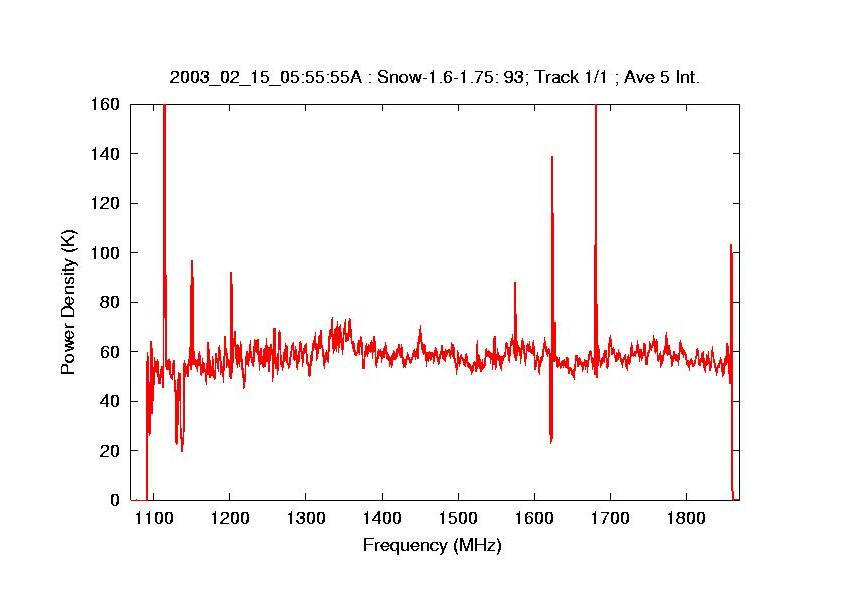 2003_02_15_05:55:55A : Snow-1.6-1.75: 93; Track 1/1 ; Ave 5 Int.
160
140
120
100
80
60
40
20
0
Power Density (K)
1100 1200 1300 1400 1500 1600 1700 1800
Frequency (MHz)